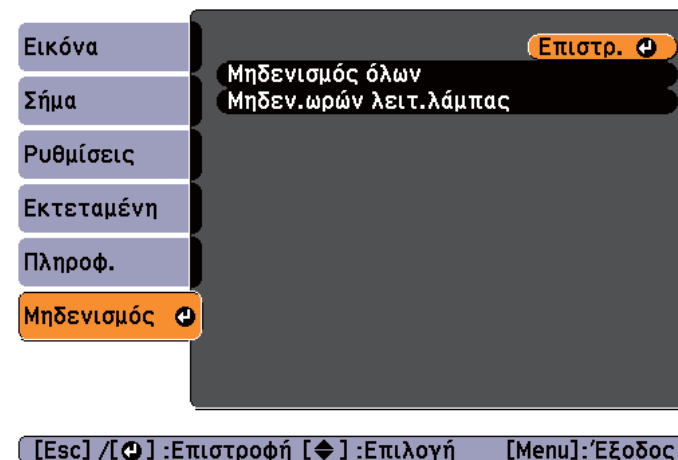 Εικόνα
Σήμα
Ρυθμίσεις
Εκτεταμένη
Πληροφ.
Μηδενισμός
Επιστρ.
Μηδενισμός όλων
Μηδεν.ωρών λειτ.λάμπας
[Esc] /[ ] :Επιστροφή [ ] :Επιλογή [Menu]:Έξοδος